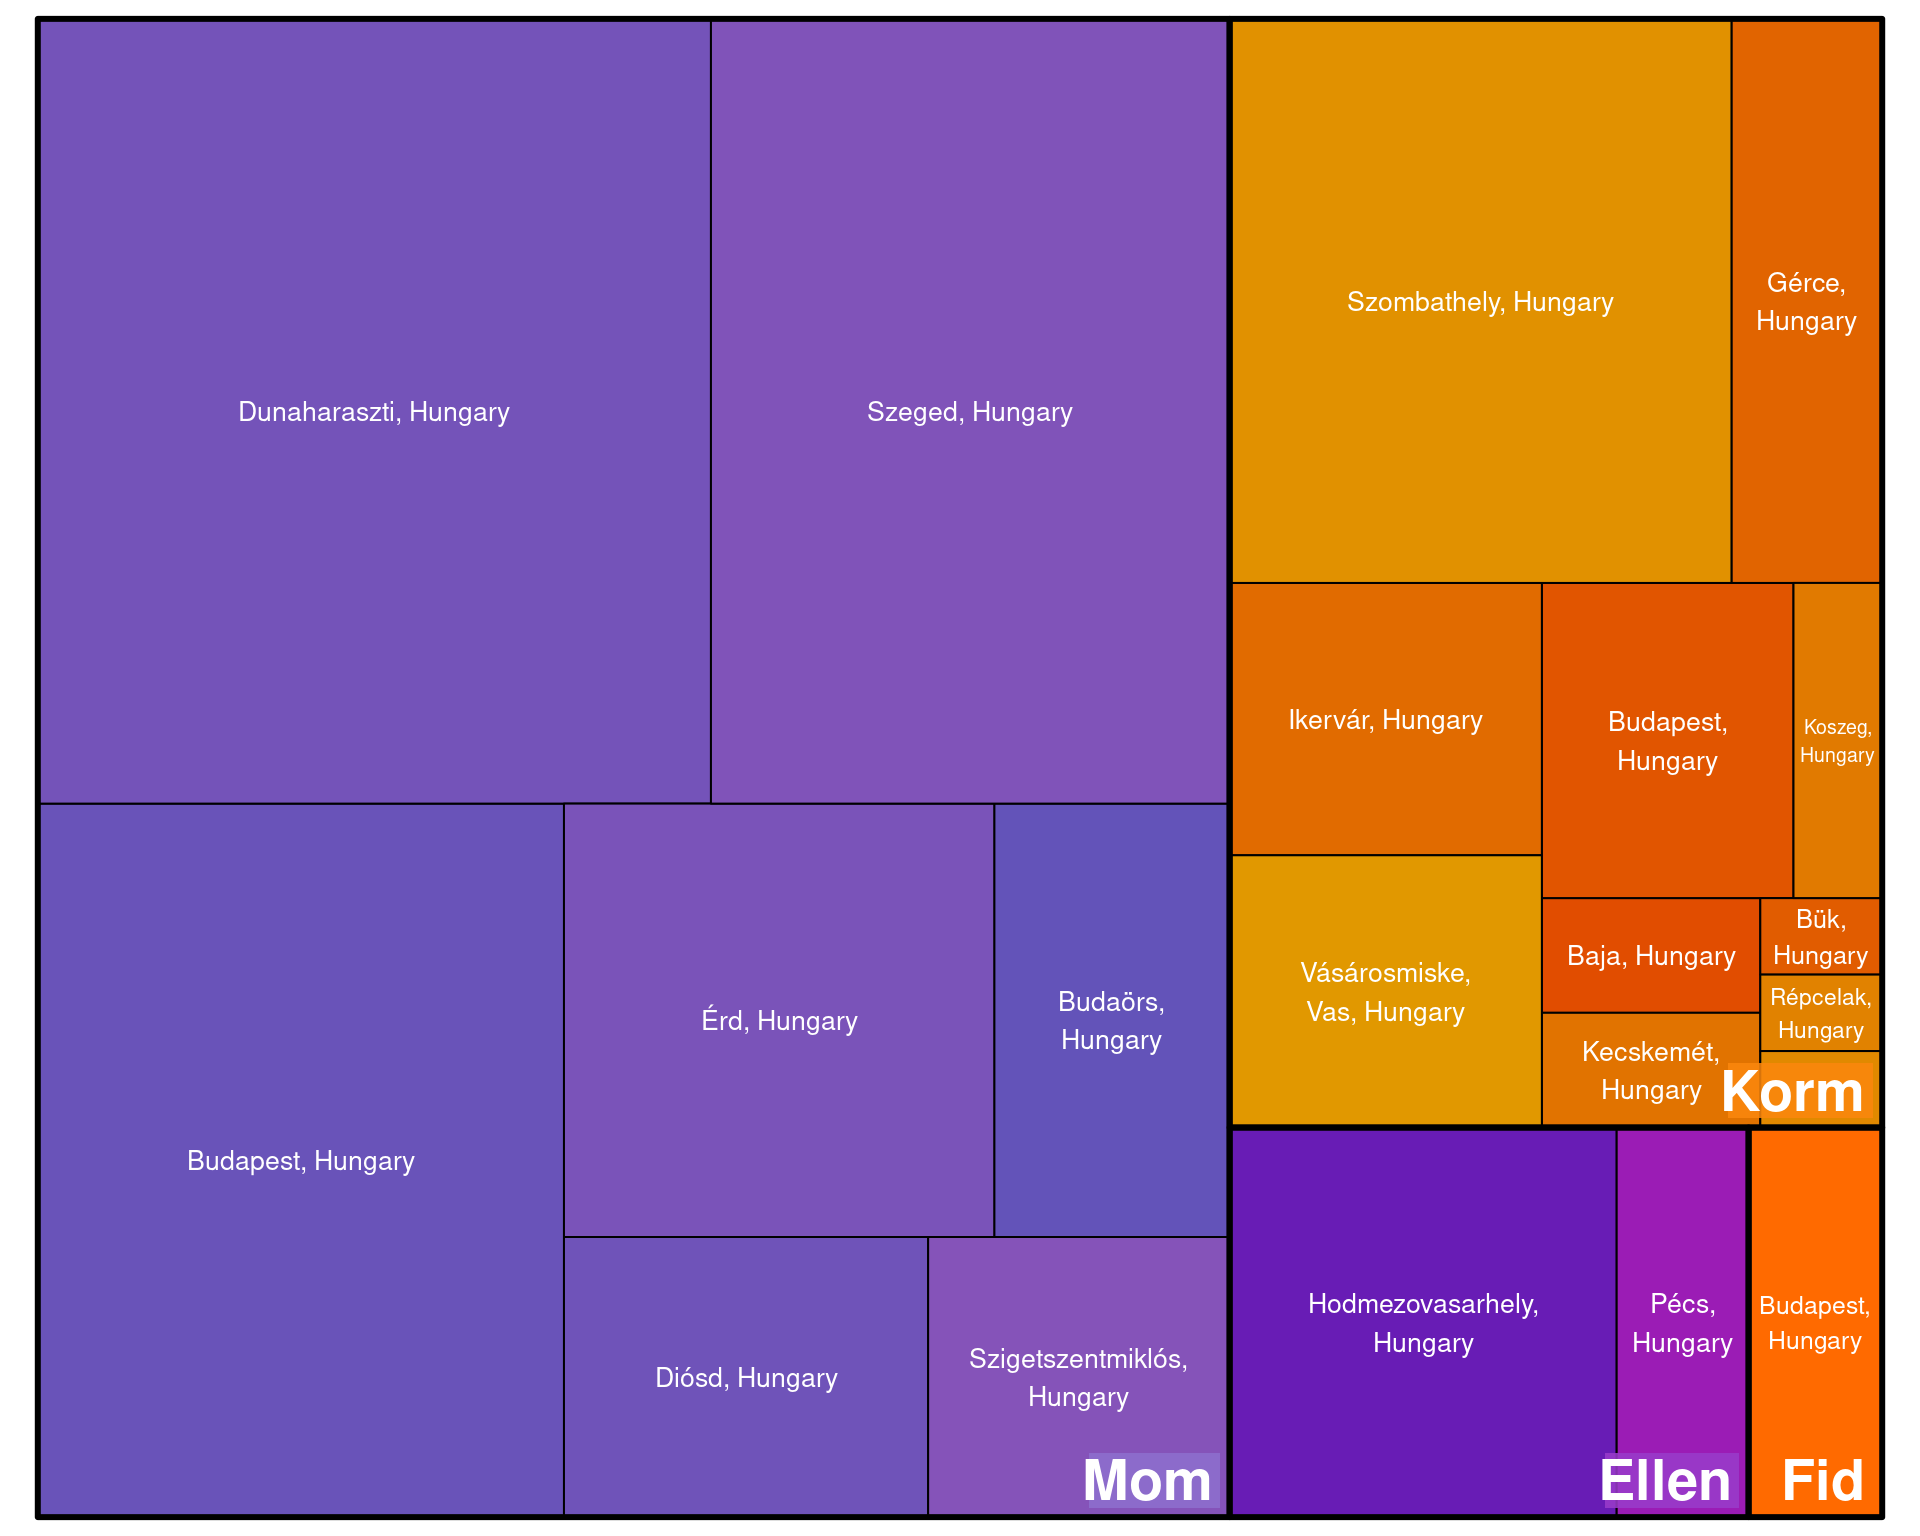 Dunaharaszti, Hungary
Szeged, Hungary
Budapest, Hungary
Érd, Hungary
Budaörs,
Hungary
Diósd, Hungary
Szigetszentmiklós,
Hungary
Mom
Szombathely, Hungary
Gérce,
Hungary
Ikervár, Hungary
Budapest,
Hungary
Koszeg,
Hungary
Vásárosmiske,
Vas, Hungary
Baja, Hungary
Bük,
Hungary
Répcelak,
Hungary
Kecskemét,
Hungary
Korm
Hodmezovasarhely,
Hungary
Pécs,
Hungary
Ellen
Budapest,
Hungary
Fid